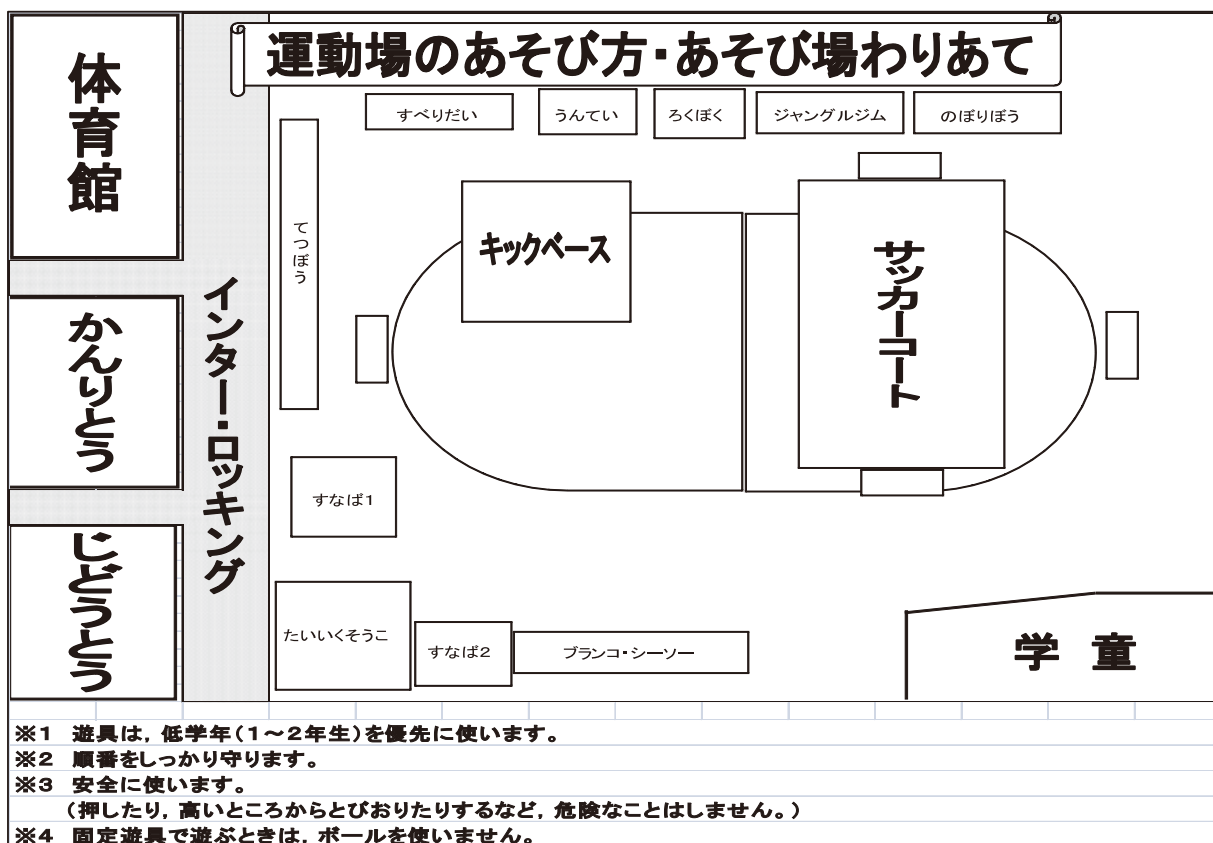 運動場のあそび方・あそび場わりあて
体育館
すべりだい
うんてい
ろくぼく
ジャングルジム
のぼりぼう
てつぼう
キックベース
サッカーコート
インター・ロッキング
かんりとう
すなば1
じどうとう
たいいくそうこ
すなば2
ブランコ・シーソー
学 童
※1 遊具は，低学年（1～2年生）を優先に使います。
※2 順番をしっかり守ります。
※3 安全に使います。
（押したり，高いところからとびおりたりするなど，危険なことはしません。）
※4 固定遊具で遊ぶときは，ボールを使いません。